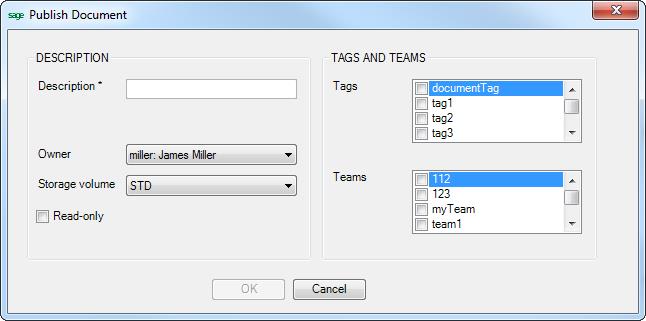 sage Publish Document
DESCRIPTION
Description *
Owner
miller: James Miller
Storage volume
STD
Read-only
TAGS AND TEAMS
Tags
documentTag
tag1
tag2
tag3
Teams
112
123
myTeam
team1
OK
Cancel